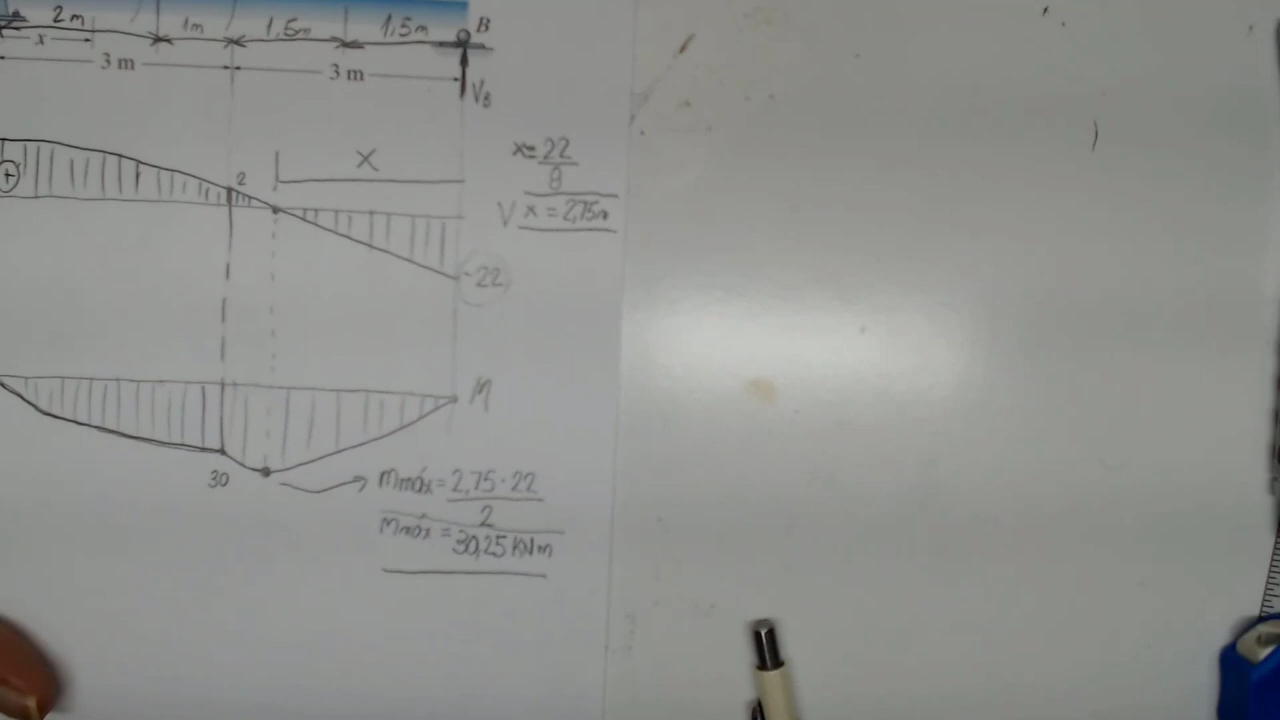 2m 1m 1,5m 1,5m B
x
3 m 3 m
V_B
+ 2 X
x = 22
8
V x = 2,75m
-22
M
30
Mmáx = 2,75 · 22
2
Mmáx = 30,25 KNm